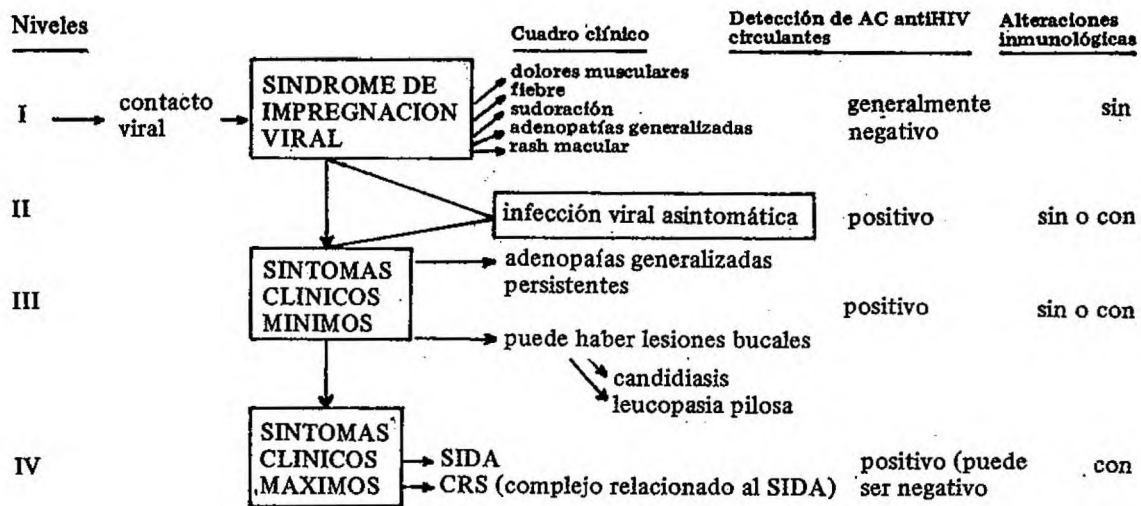 Niveles
Cuadro clínico
Detección de AC antiHIV
circulantes
Alteraciones
inmunológicas
I
contacto
viral
SINDROME DE
IMPREGNACION
VIRAL
dolores musculares
fiebre
sudoración
adenopatías generalizadas
rash macular
generalmente
negativo
sin
II
infección viral asintomática
positivo
sin o con
III
SINTOMAS
CLINICOS
MINIMOS
adenopafas generalizadas
persistentes
puede haber lesiones bucales
candidiasis
leucopasia pilosa
positivo
sin o con
IV
SINTOMAS
CLINICOS
MAXIMOS
SIDA
CRS (complejo relacionado al SIDA)
positivo (puede
ser negativo
con